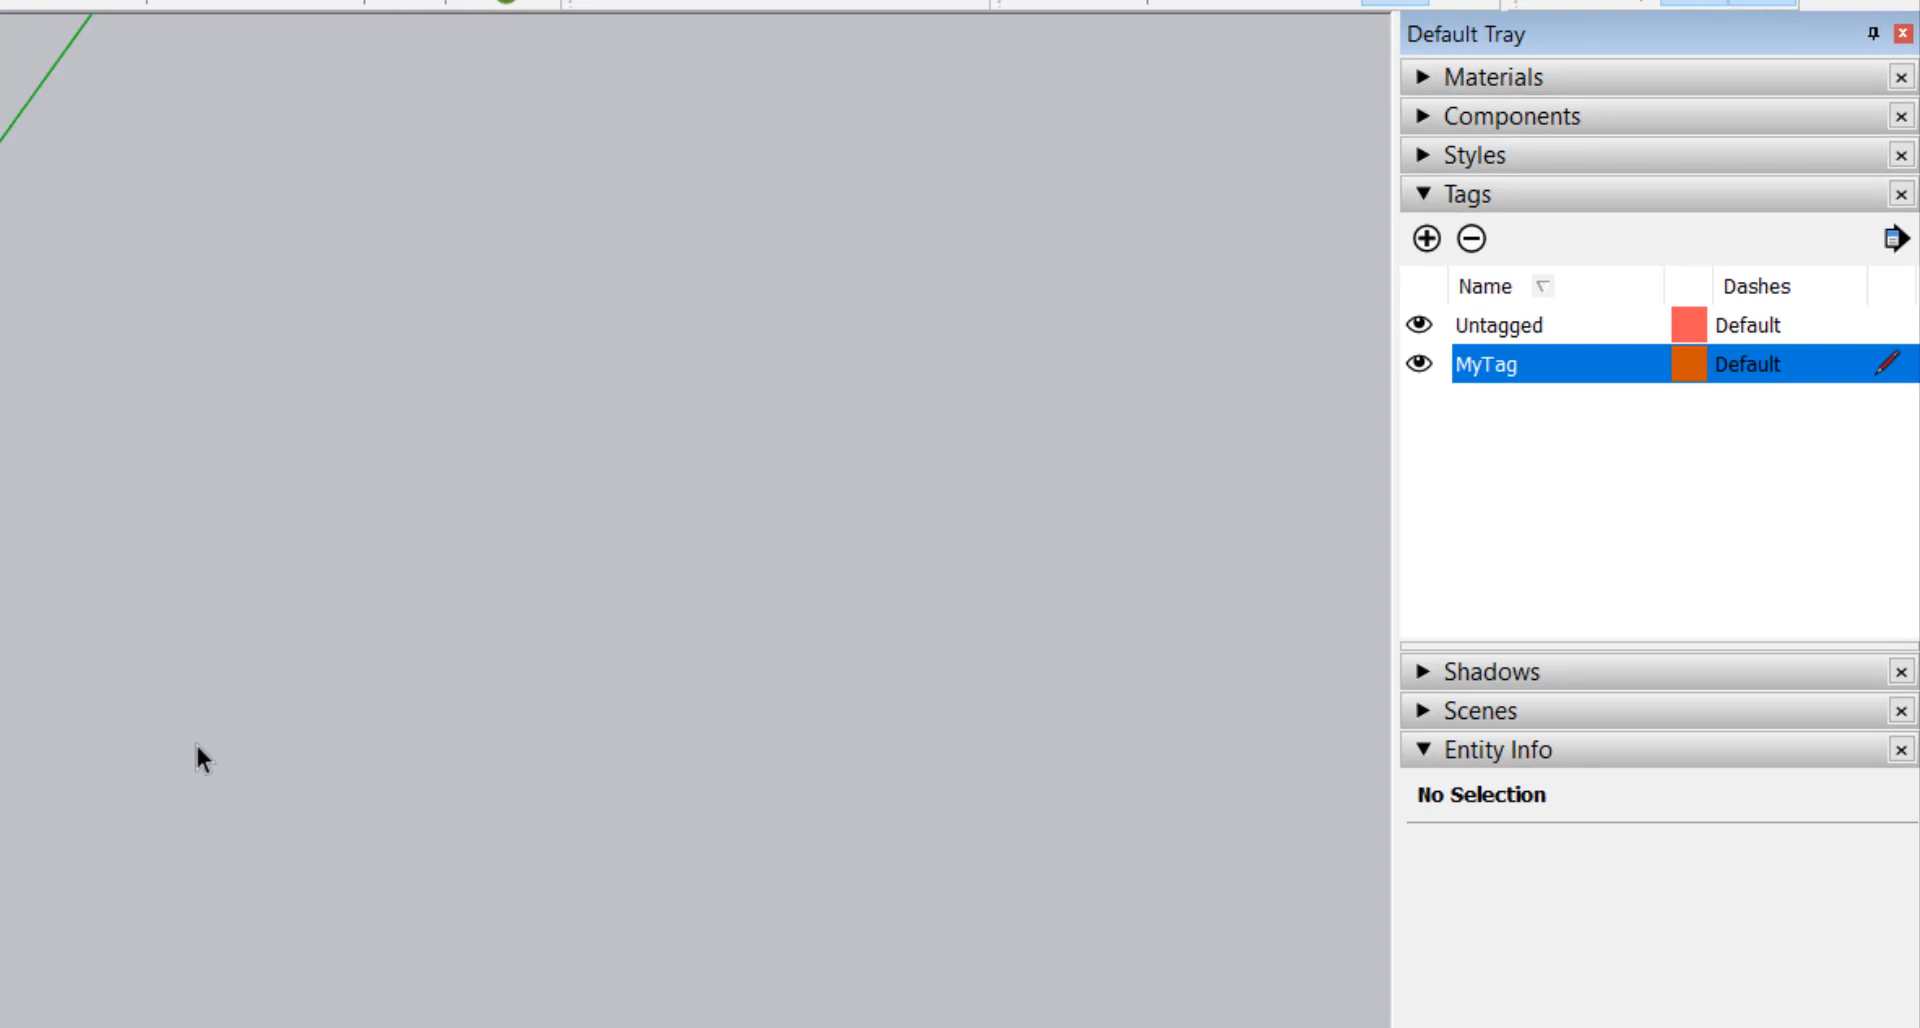 Default Tray
Materials
Components
Styles
Tags
Name Dashes
Untagged Default
MyTag Default
Shadows
Scenes
Entity Info
No Selection